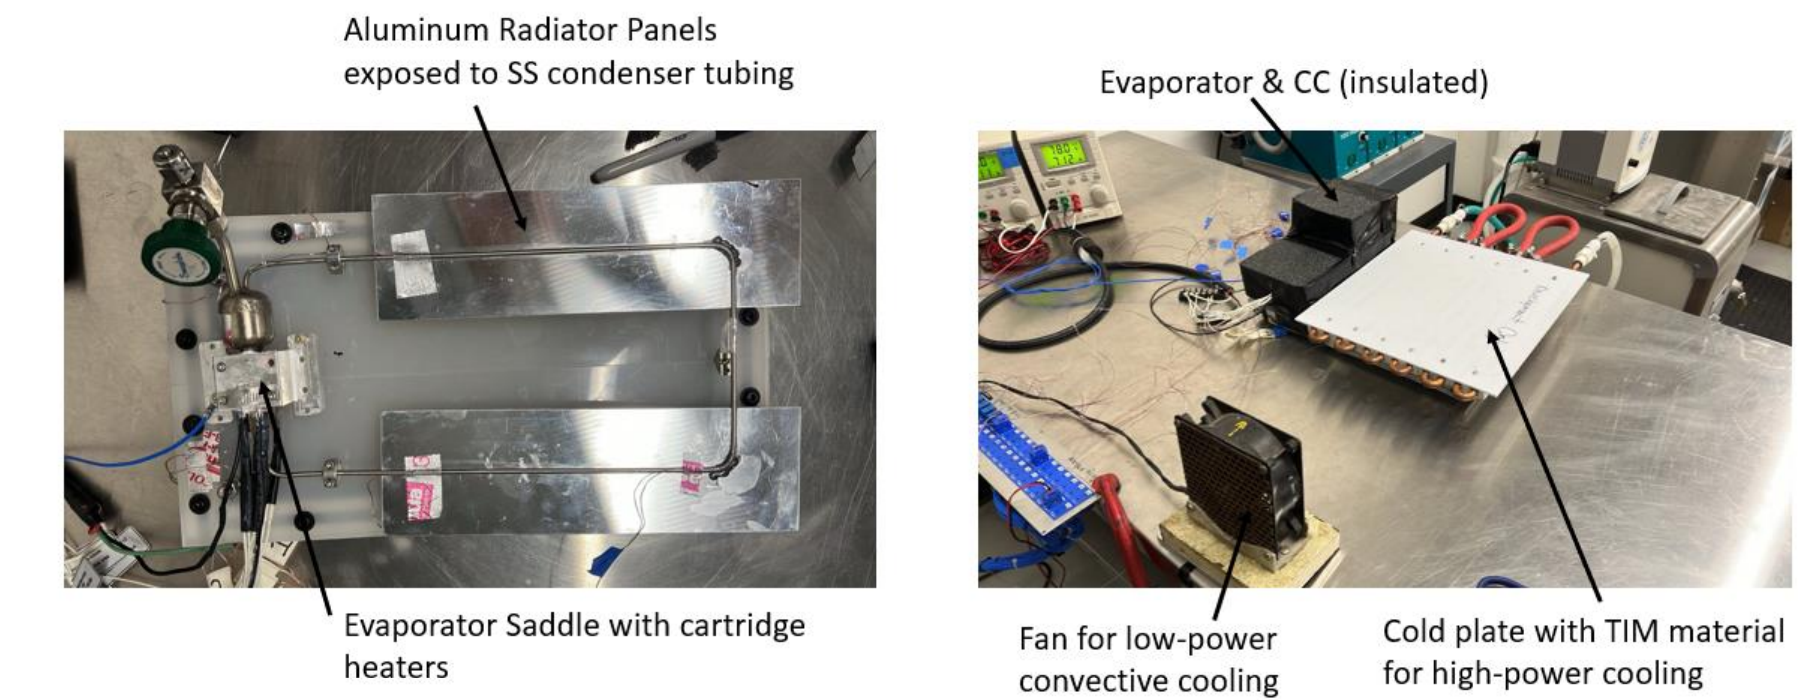 Aluminum Radiator Panels
exposed to SS condenser tubing
Evaporator & CC (insulated)
Evaporator Saddle with cartridge
heaters
Fan for low-power
convective cooling
Cold plate with TIM material
for high-power cooling